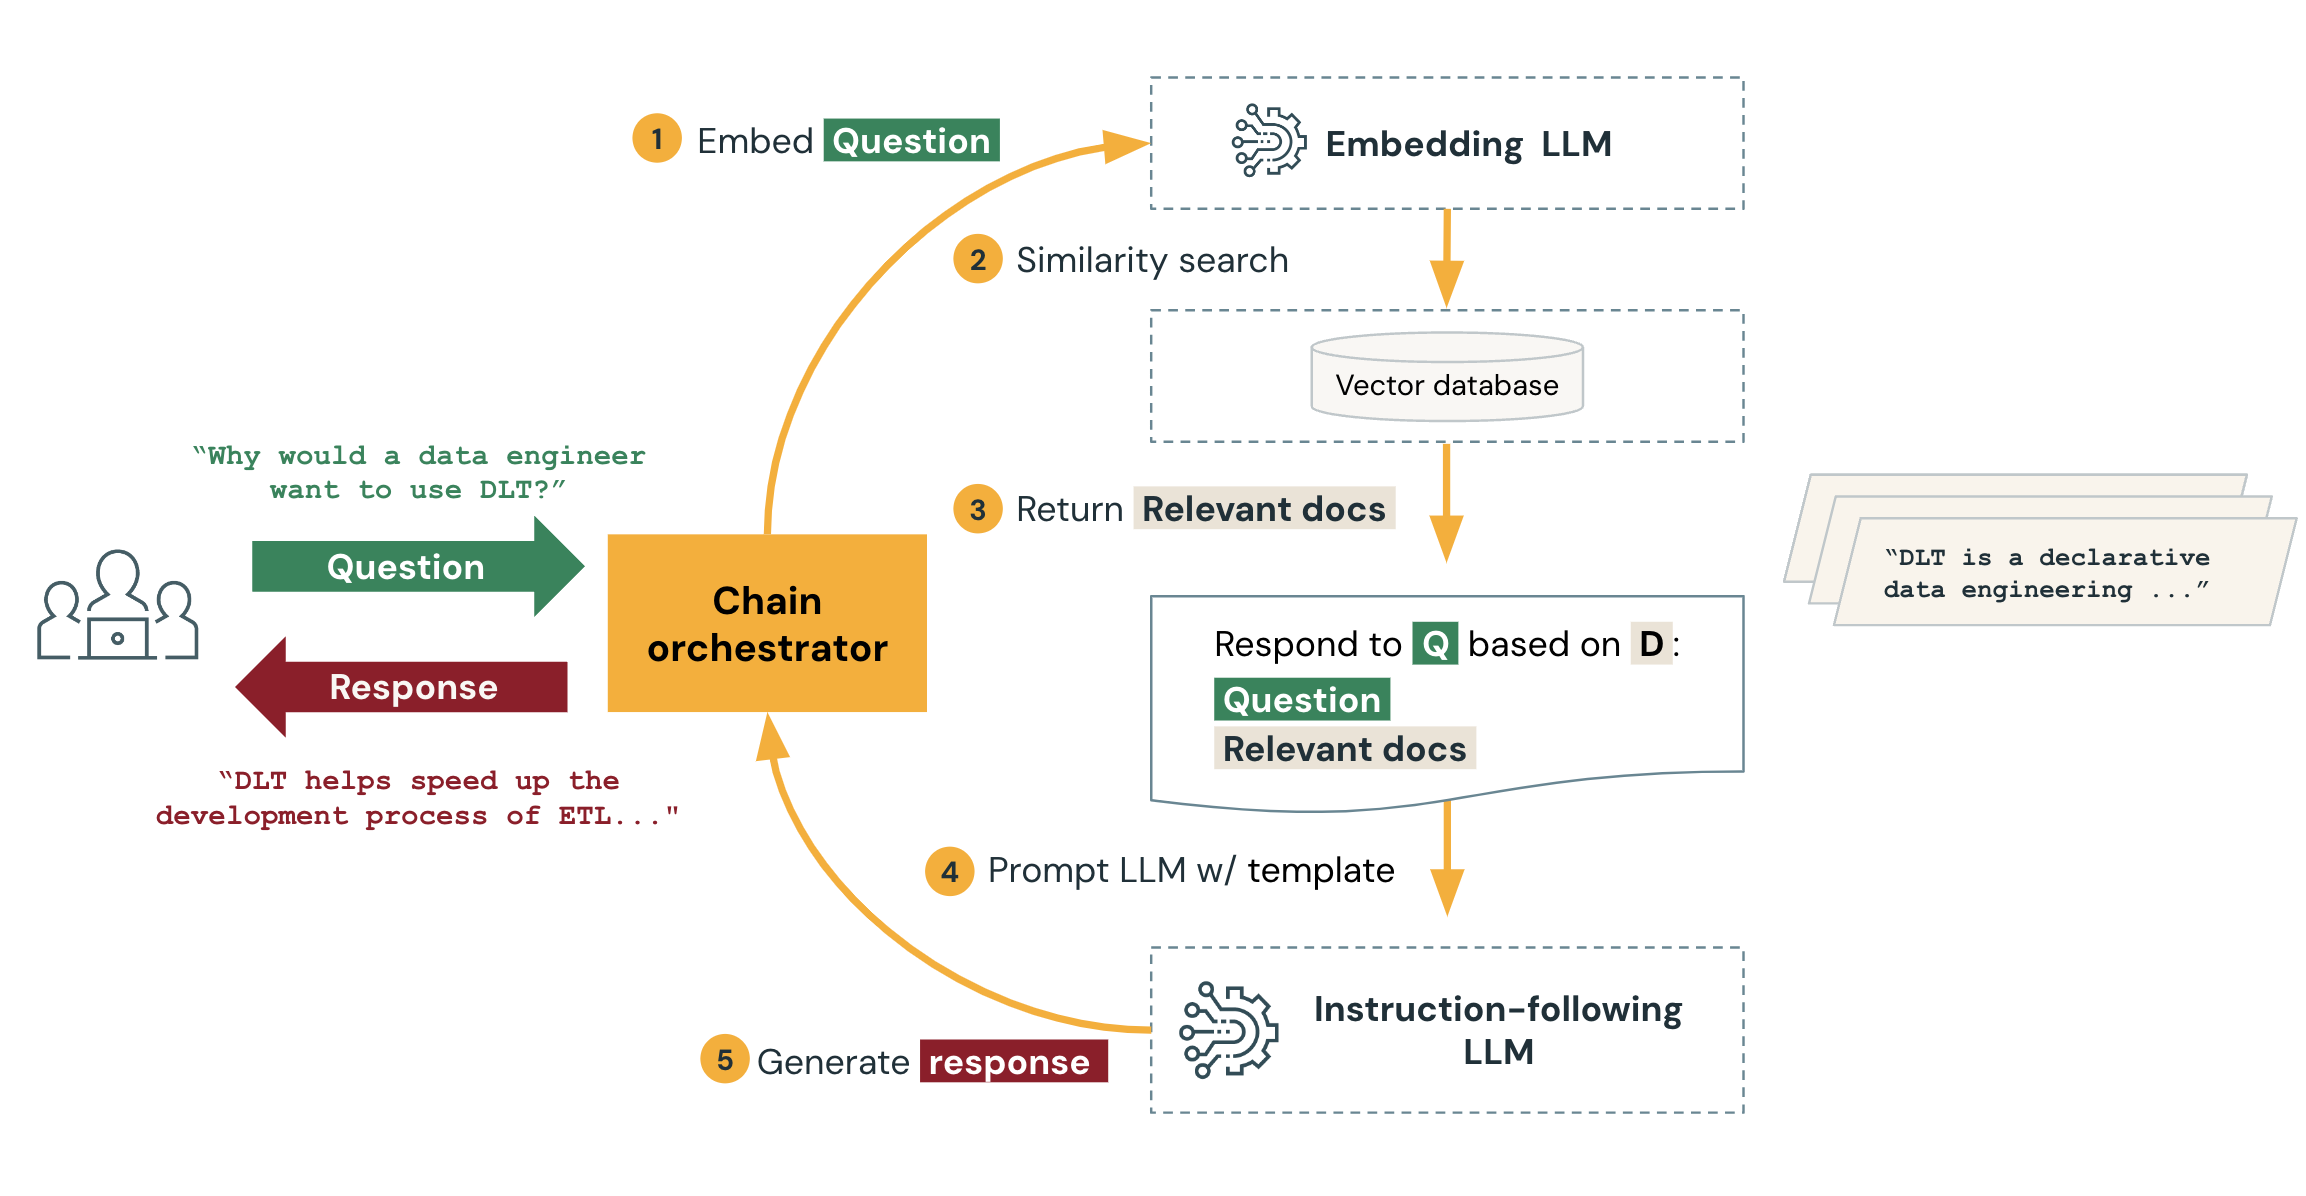 1 Embed Question
Embedding LLM
2 Similarity search
Vector database
“Why would a data engineer
want to use DLT?”
Question
Chain
orchestrator
Response
“DLT helps speed up the
development process of ETL..."
3 Return Relevant docs
“DLT is a declarative
data engineering ...”
Respond to Q based on D:
Question
Relevant docs
4 Prompt LLM w/ template
Instruction-following
LLM
5 Generate response